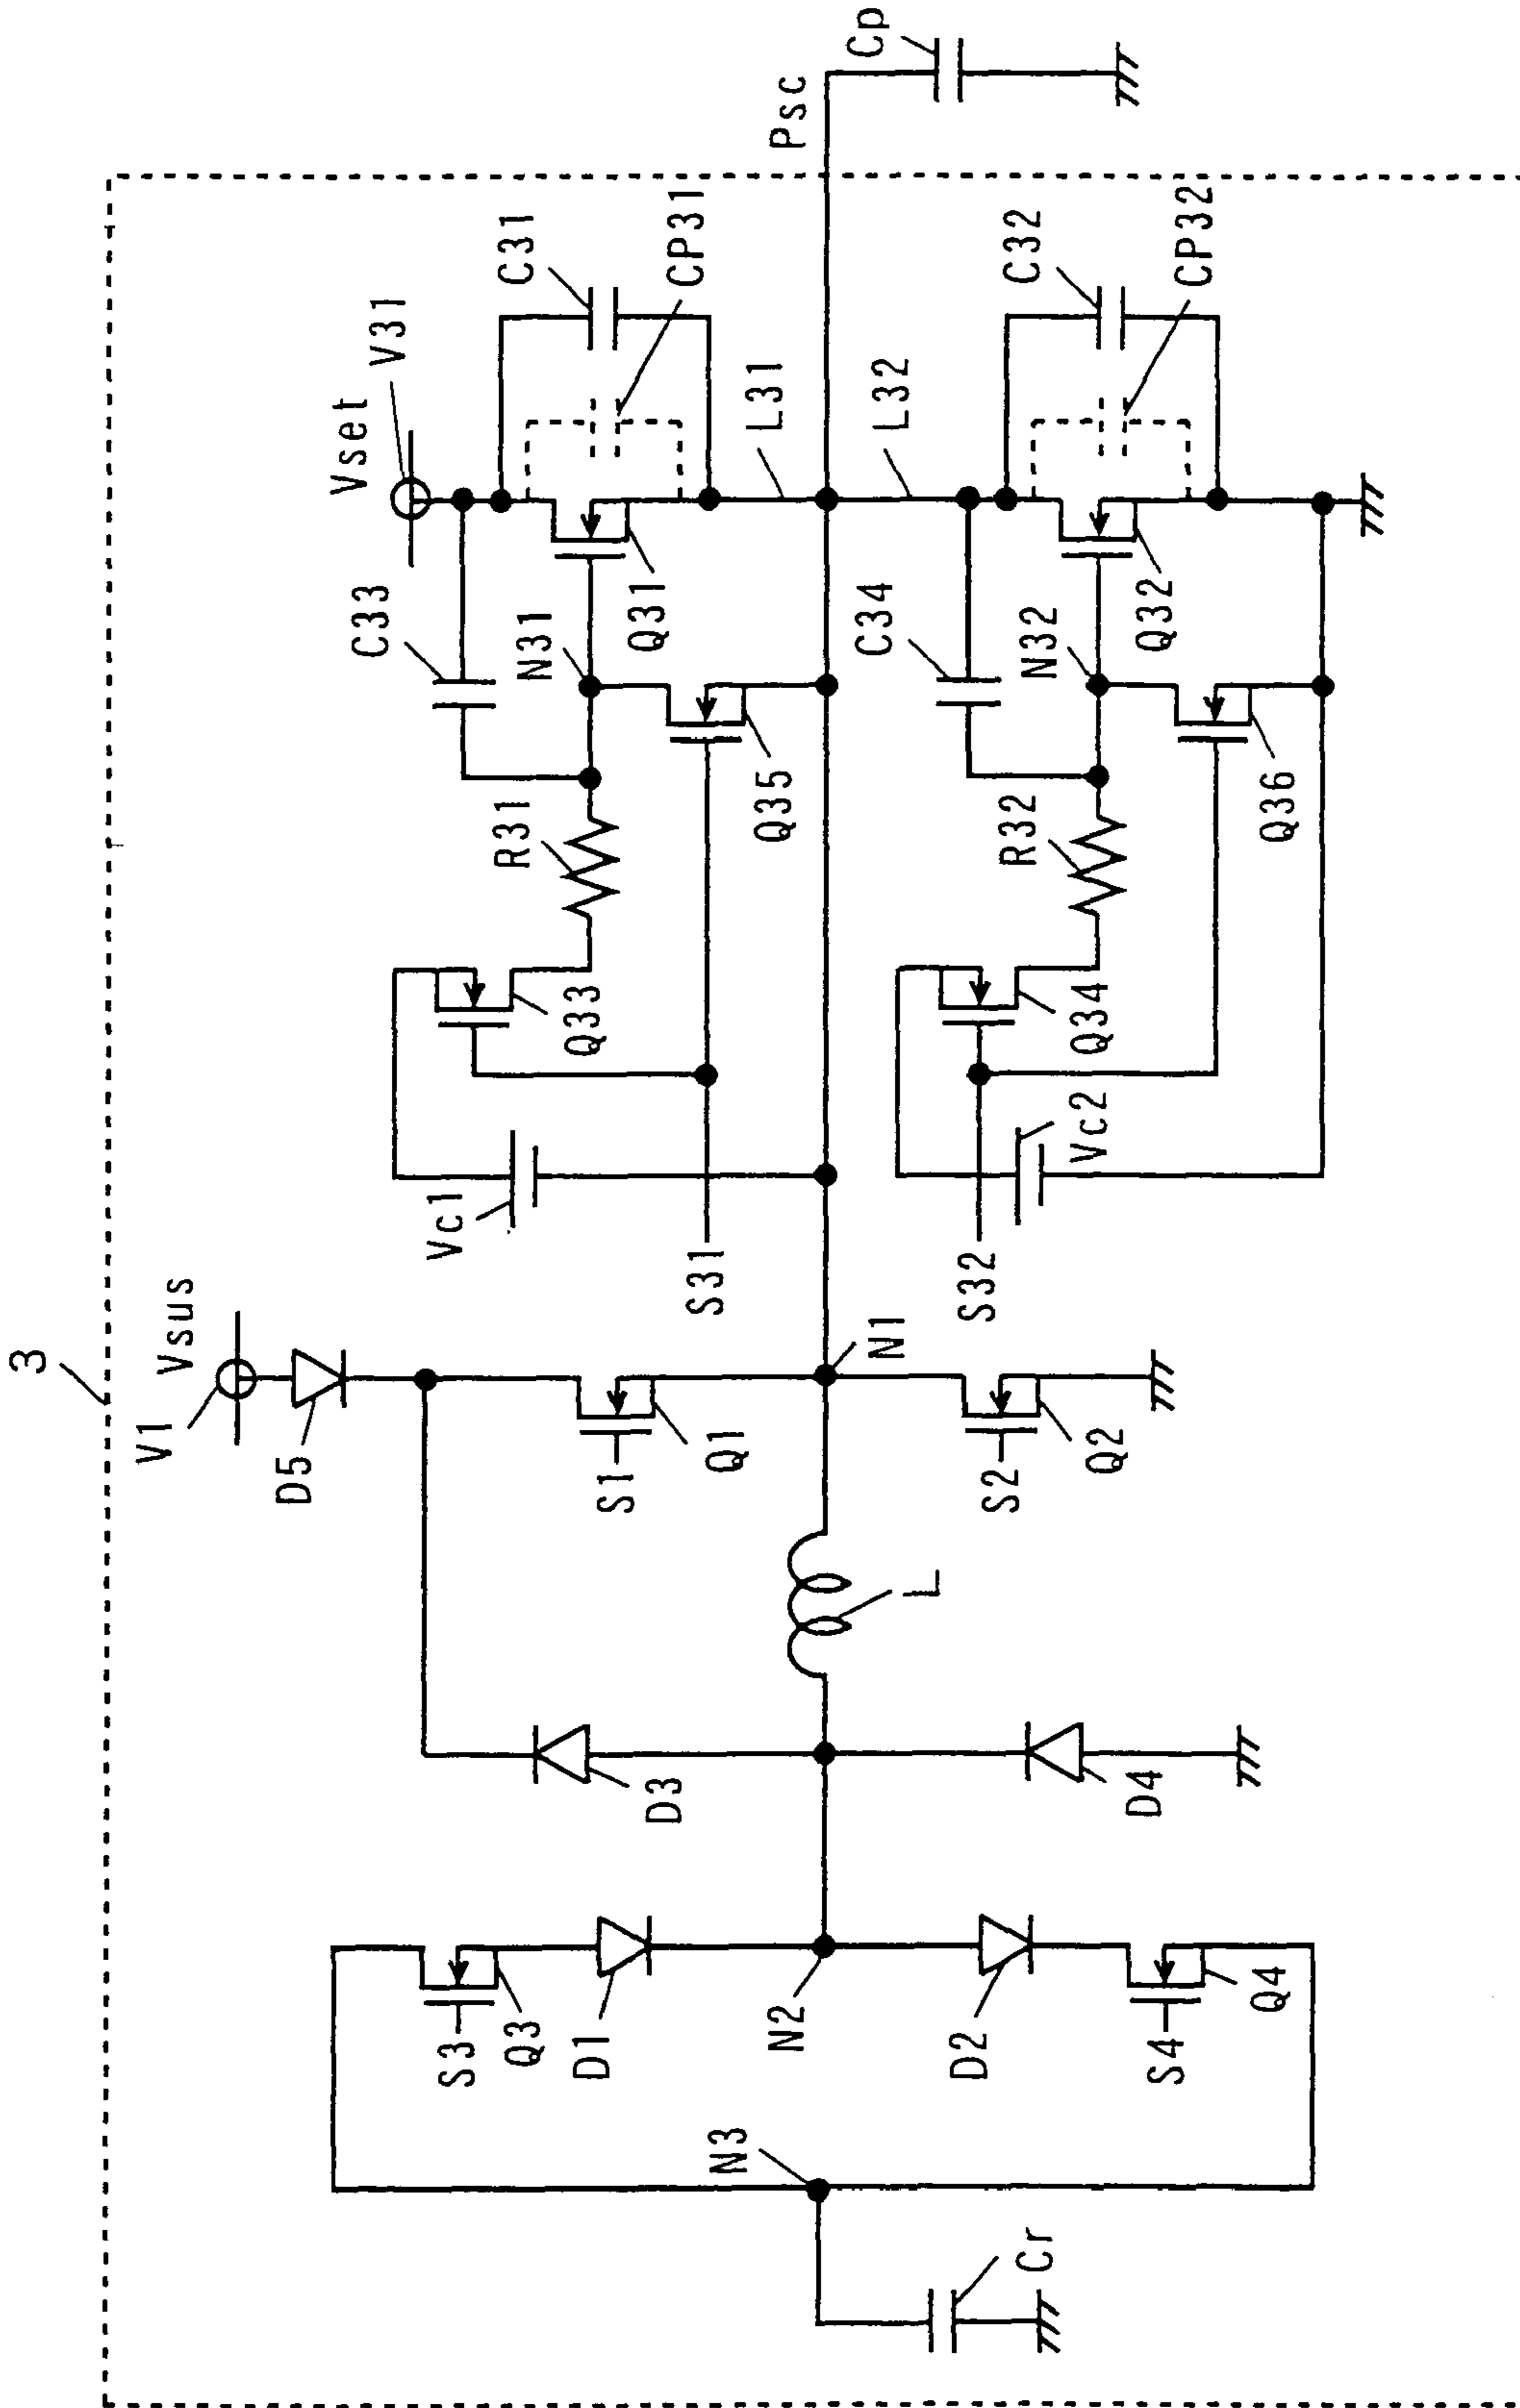 3
V1
Vsus
D5
Vset
V31
C33
C31
CP31
N31
Q31
R31
Q33
Q35
Vc1
S31
L31
Psc
Cp
L32
C34
C32
CP32
N32
Q32
R32
Q34
Q36
Vc2
S32
S1
Q1
N1
S2
Q2
L
D3
D4
S3
Q3
D1
N2
D2
S4
Q4
N3
Cr